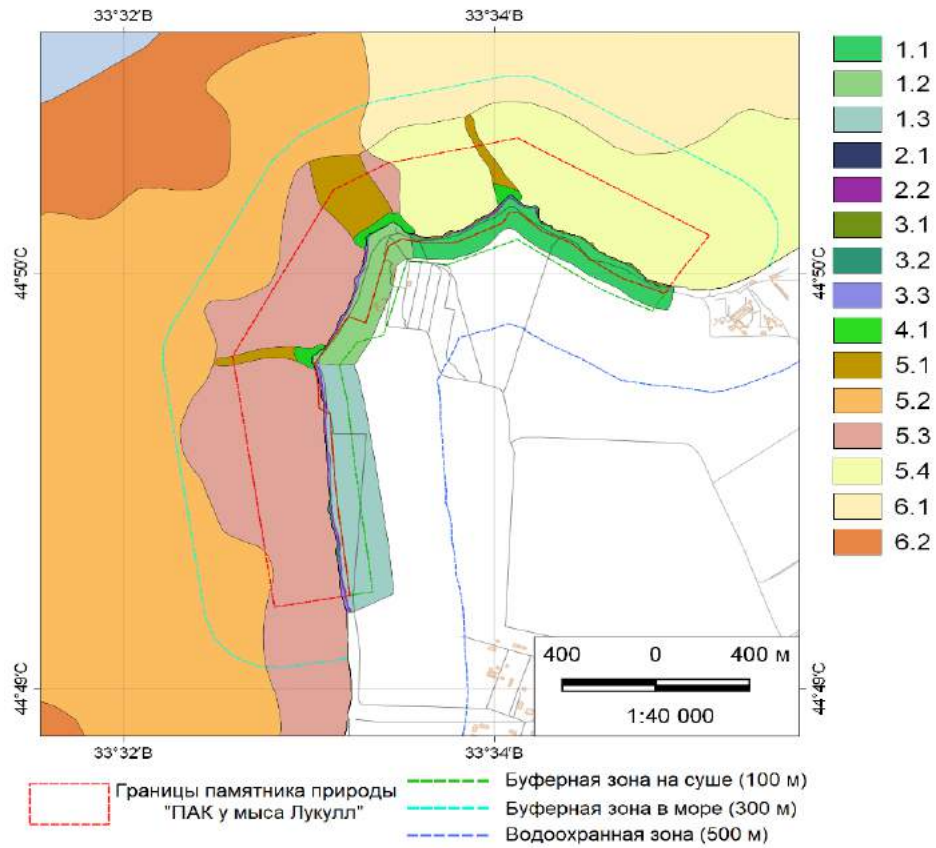 33°32′В 33°34′В
44°50′С
44°50′С
44°49′С
44°49′С
1.1
1.2
1.3
2.1
2.2
3.1
3.2
3.3
4.1
5.1
5.2
5.3
5.4
6.1
6.2
400 0 400 м
1:40 000
33°32′В 33°34′В
Границы памятника природы
"ПАК у мыса Лукулл"
Буферная зона на суше (100 м)
Буферная зона в море (300 м)
Водоохранная зона (500 м)